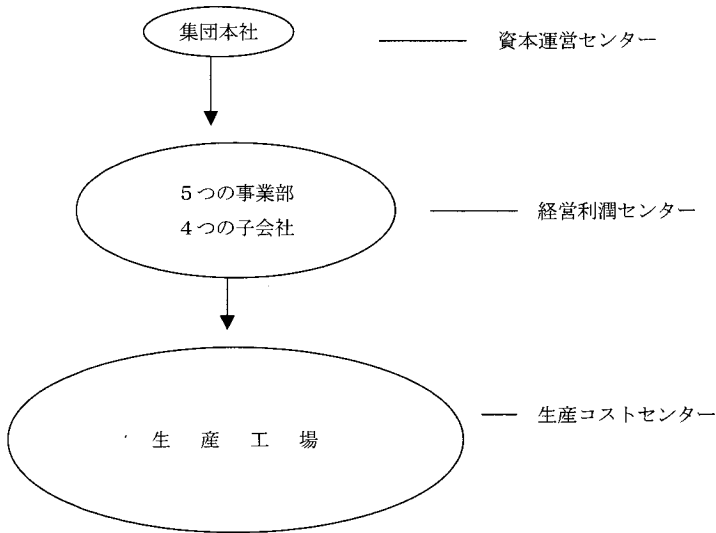 集団本社
資本運営センター
5つの事業部
4つの子会社
経営利潤センター
生産コストセンター
生産工場